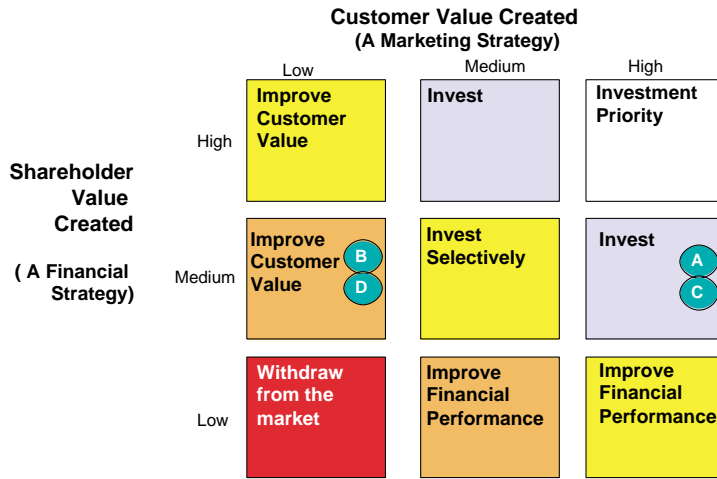 Customer Value Created
(A Marketing Strategy)
Low
Medium
High
Shareholder
Value
Created
( A Financial
Strategy)
High
Improve
Customer
Value
Invest
Investment
Priority
Medium
Improve
Customer
Value
B
D
Invest
Selectively
Invest
A
C
Low
Withdraw
from the
market
Improve
Financial
Performance
Improve
Financial
Performance